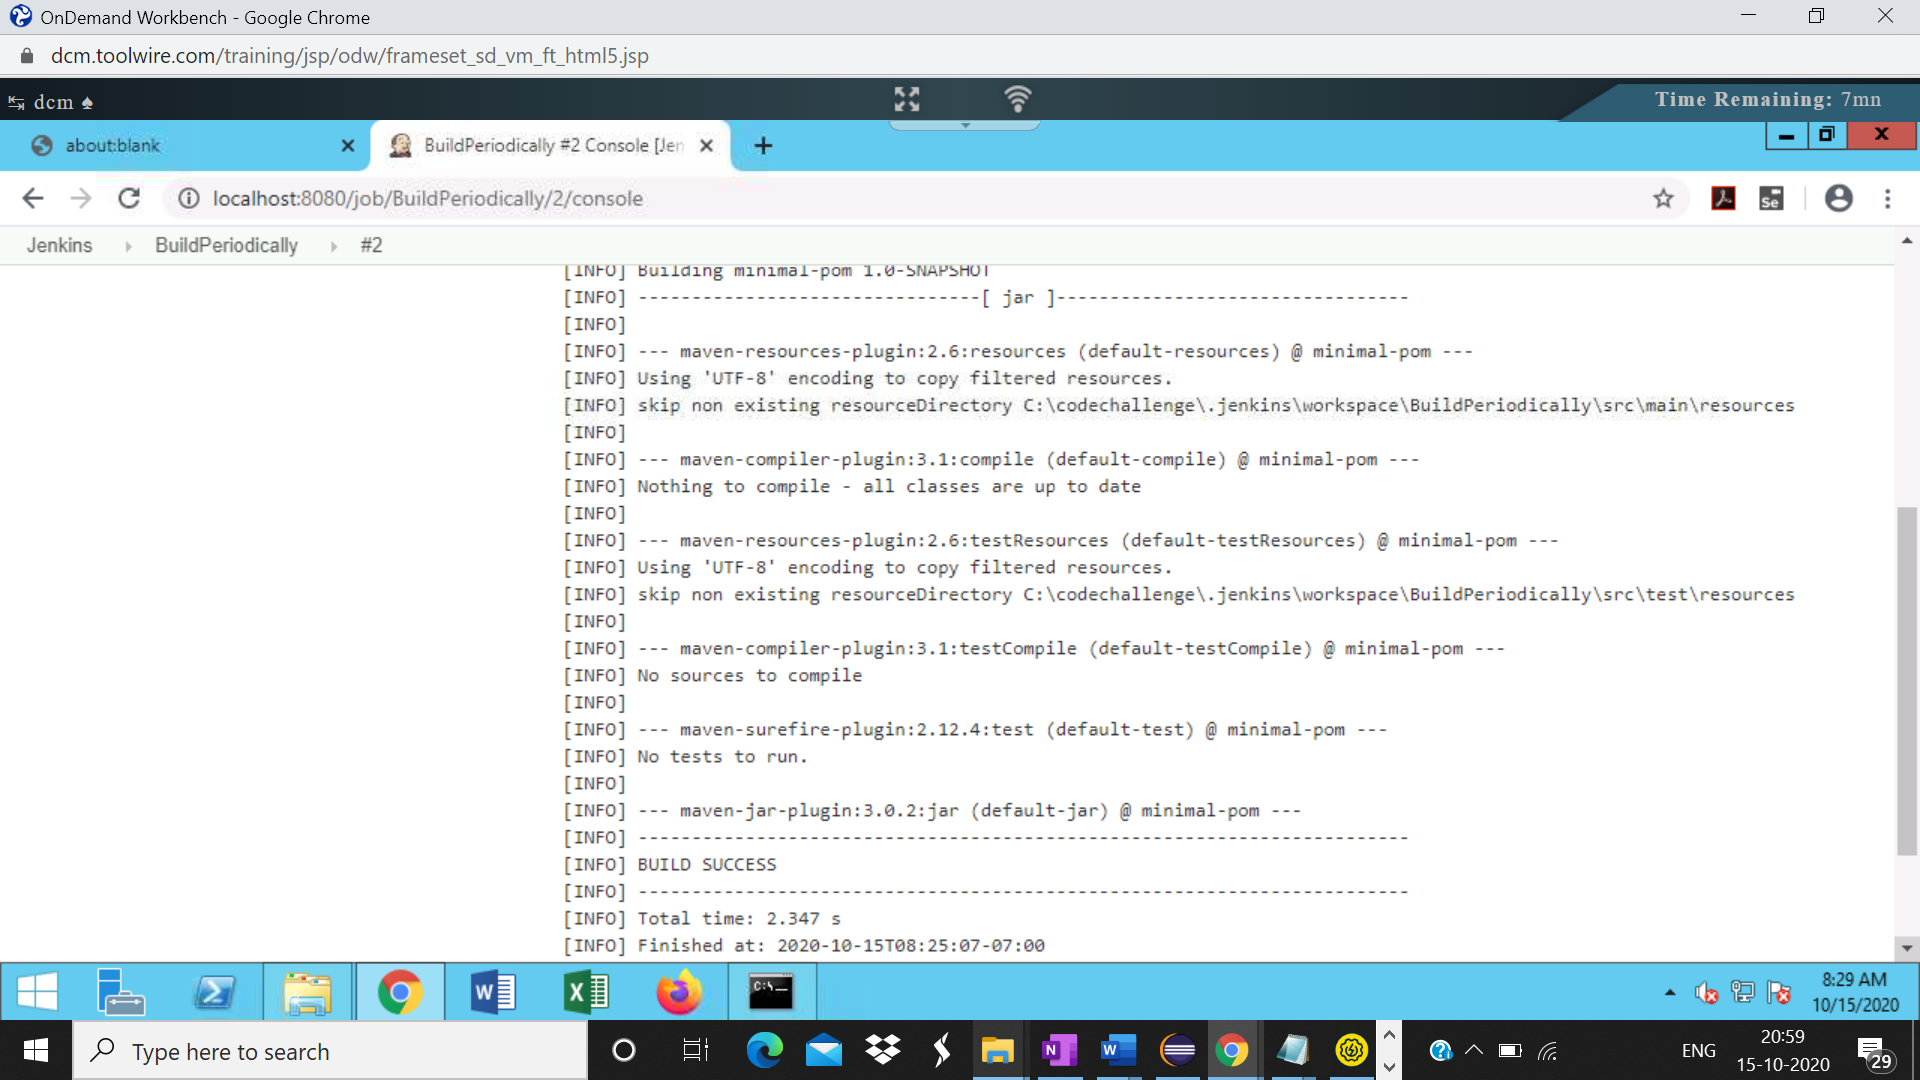 OnDemand Workbench - Google Chrome
dcm.toolwire.com/training/jsp/odw/frameset_sd_vm_ft_html5.jsp
dcm ♠
Time Remaining: 7mn
about:blank
BuildPeriodically #2 Console [Jen
localhost:8080/job/BuildPeriodically/2/console
Se
Jenkins
BuildPeriodically
#2
[INFO] Building minimal-pom 1.0-SNAPSHOT
[INFO] --------------------------------[ jar ]---------------------------------
[INFO]
[INFO] --- maven-resources-plugin:2.6:resources (default-resources) @ minimal-pom ---
[INFO] Using 'UTF-8' encoding to copy filtered resources.
[INFO] skip non existing resourceDirectory C:\codechallenge\.jenkins\workspace\BuildPeriodically\src\main\resources
[INFO]
[INFO] --- maven-compiler-plugin:3.1:compile (default-compile) @ minimal-pom ---
[INFO] Nothing to compile - all classes are up to date
[INFO]
[INFO] --- maven-resources-plugin:2.6:testResources (default-testResources) @ minimal-pom ---
[INFO] Using 'UTF-8' encoding to copy filtered resources.
[INFO] skip non existing resourceDirectory C:\codechallenge\.jenkins\workspace\BuildPeriodically\src\test\resources
[INFO]
[INFO] --- maven-compiler-plugin:3.1:testCompile (default-testCompile) @ minimal-pom ---
[INFO] No sources to compile
[INFO]
[INFO] --- maven-surefire-plugin:2.12.4:test (default-test) @ minimal-pom ---
[INFO] No tests to run.
[INFO]
[INFO] --- maven-jar-plugin:3.0.2:jar (default-jar) @ minimal-pom ---
[INFO] ------------------------------------------------------------------------
[INFO] BUILD SUCCESS
[INFO] ------------------------------------------------------------------------
[INFO] Total time: 2.347 s
[INFO] Finished at: 2020-10-15T08:25:07-07:00
8:29 AM
10/15/2020
Type here to search
ENG
20:59
15-10-2020
29